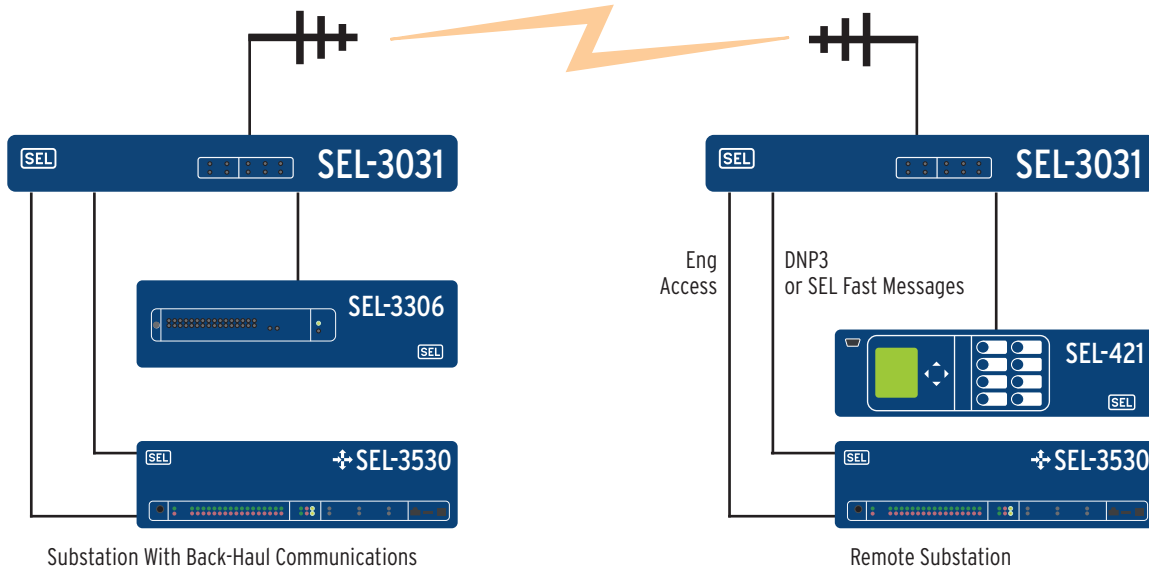 SEL
SEL-3031
SEL
SEL-3031
Eng
Access
DNP3
or SEL Fast Messages
SEL-3306
SEL
SEL-421
SEL
SEL
SEL-3530
SEL
SEL-3530
Substation With Back-Haul Communications
Remote Substation